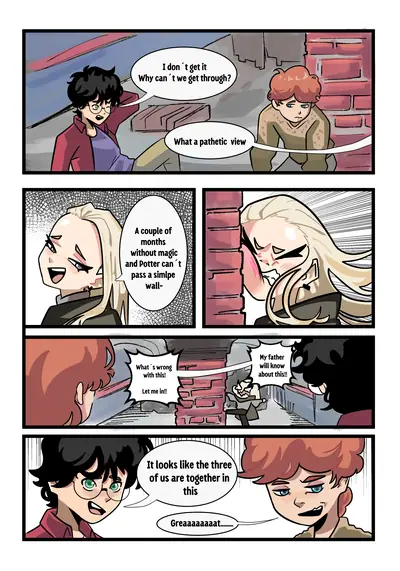 I don´t get it
Why can´t we get through?
What a pathetic view
A couple of
months
without magic
and Potter can´t
pass a simlpe
wall-
What´s wrong
with this!
Let me in!!
My father
will know
about this!!
It looks like the three
of us are together in
this
Greaaaaaaaat......